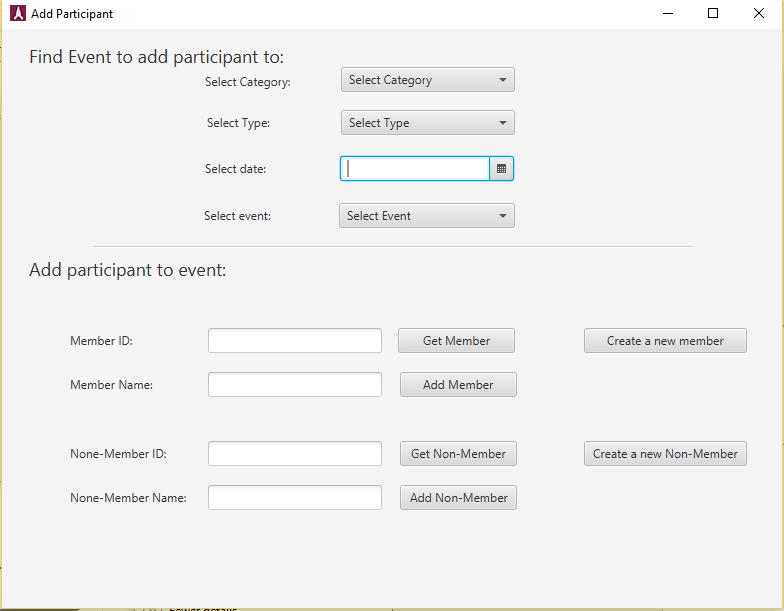 Add Participant
Find Event to add participant to:
Select Category: Select Category
Select Type: Select Type
Select date:
Select event: Select Event
Add participant to event:
Member ID: Get Member Create a new member
Member Name: Add Member
None-Member ID: Get Non-Member Create a new Non-Member
None-Member Name: Add Non-Member
Fewer details